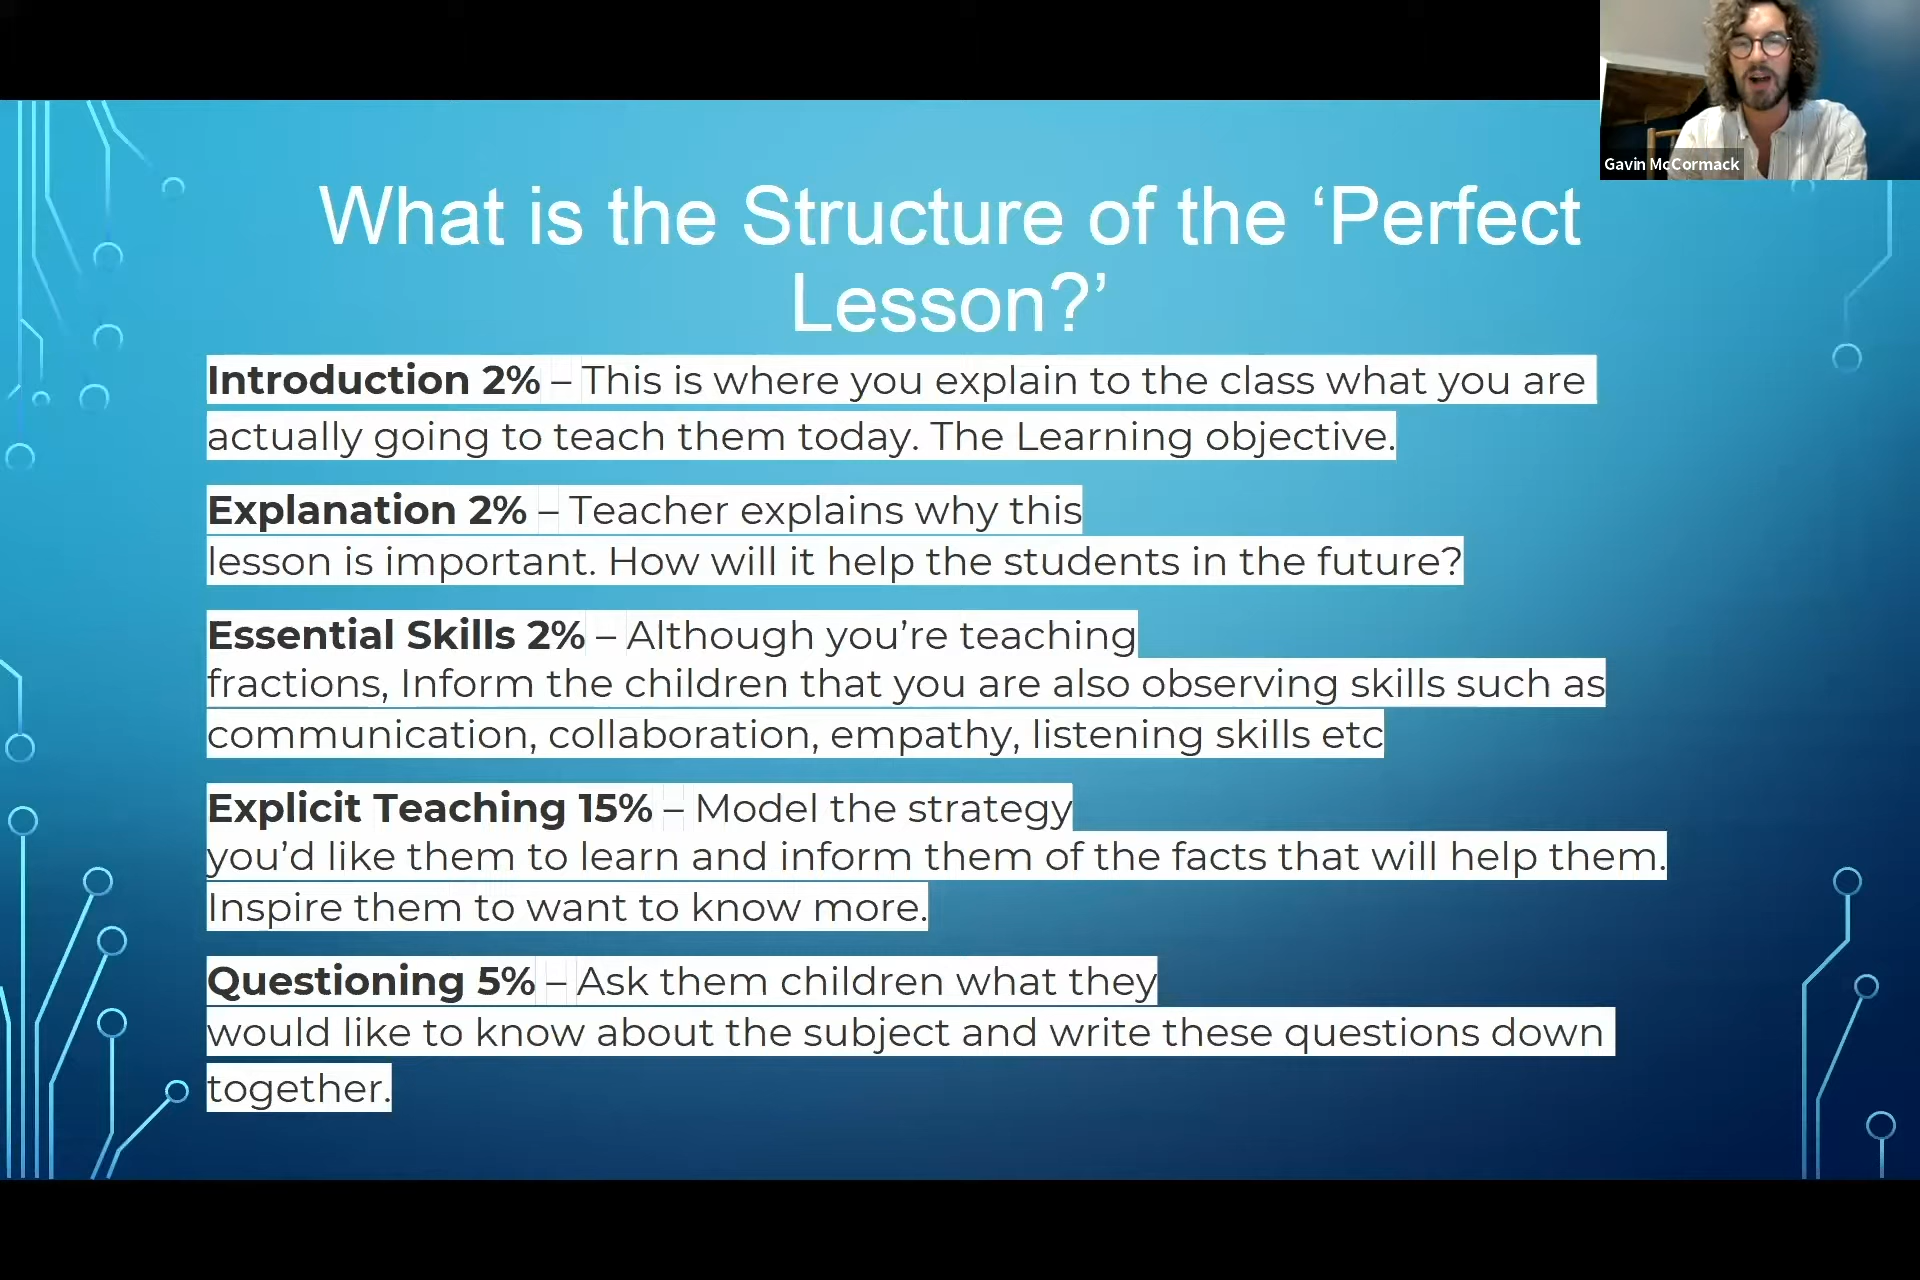 Gavin McCormack
What is the Structure of the ‘Perfect
Lesson?’
Introduction 2% – This is where you explain to the class what you are
actually going to teach them today. The Learning objective.
Explanation 2% – Teacher explains why this
lesson is important. How will it help the students in the future?
Essential Skills 2% – Although you’re teaching
fractions, Inform the children that you are also observing skills such as
communication, collaboration, empathy, listening skills etc
Explicit Teaching 15% – Model the strategy
you’d like them to learn and inform them of the facts that will help them.
Inspire them to want to know more.
Questioning 5% – Ask them children what they
would like to know about the subject and write these questions down
together.